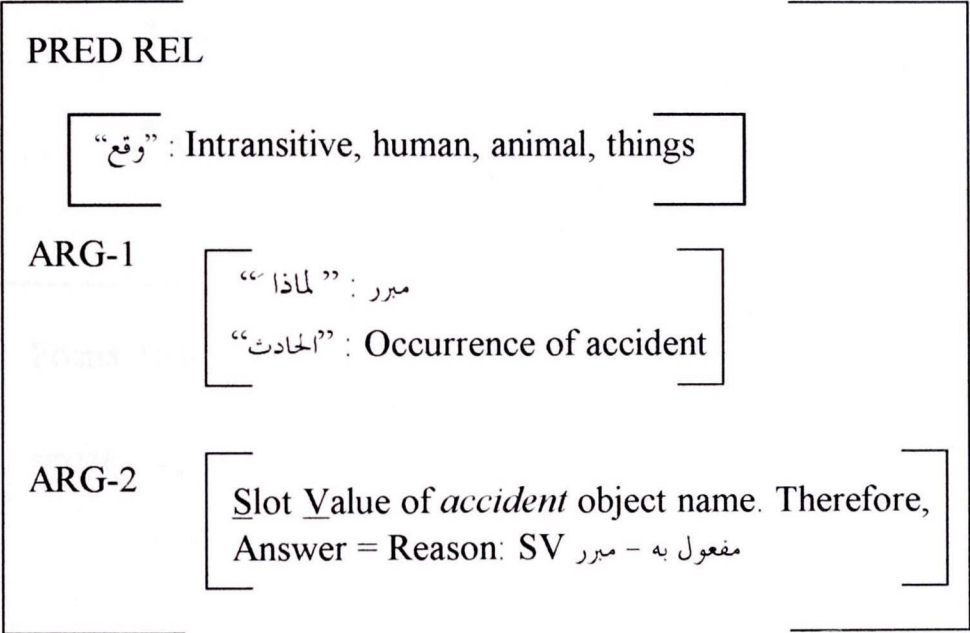 PRED REL
“وقع” : Intransitive, human, animal, things
ARG-1
“لماذا” : مبرر
“الحادث” : Occurrence of accident
ARG-2
Slot Value of accident object name. Therefore,
Answer = Reason: SV مفعول به - مبرر